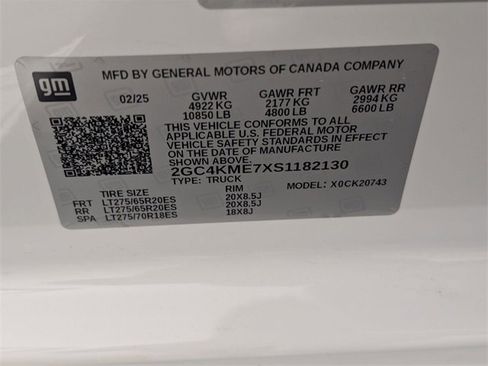 gm
MFD BY GENERAL MOTORS OF CANADA COMPANY
02/25 GVWR GAWR FRT GAWR RR
4922 KG 2177 KG 2994 KG
10850 LB 4800 LB 6600 LB
THIS VEHICLE CONFORMS TO ALL
APPLICABLE U.S. FEDERAL MOTOR
VEHICLE SAFETY STANDARDS IN EFFECT
ON THE DATE OF MANUFACTURE
SHOWN ABOVE
2GC4KME7XS1182130
TYPE: TRUCK MODEL: X0CK20743
TIRE SIZE RIM
FRT LT275/65R20ES 20X8.5J
RR LT275/65R20ES 20X8.5J
SPA LT275/70R18ES 18X8J